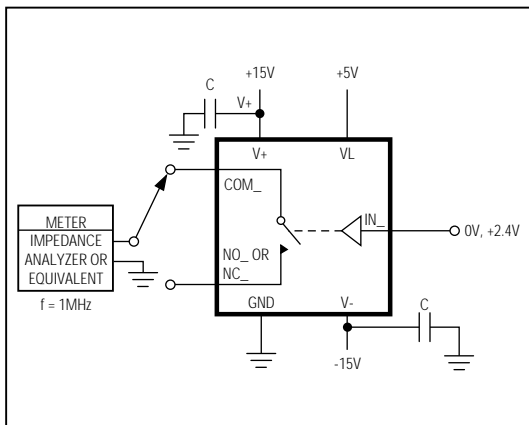 +15V
+5V
C
V+
V+
VL
COM_
IN_
0V, +2.4V
METER
IMPEDANCE
ANALYZER OR
EQUIVALENT
f = 1MHz
NO_ OR
NC_
GND
V-
C
-15V